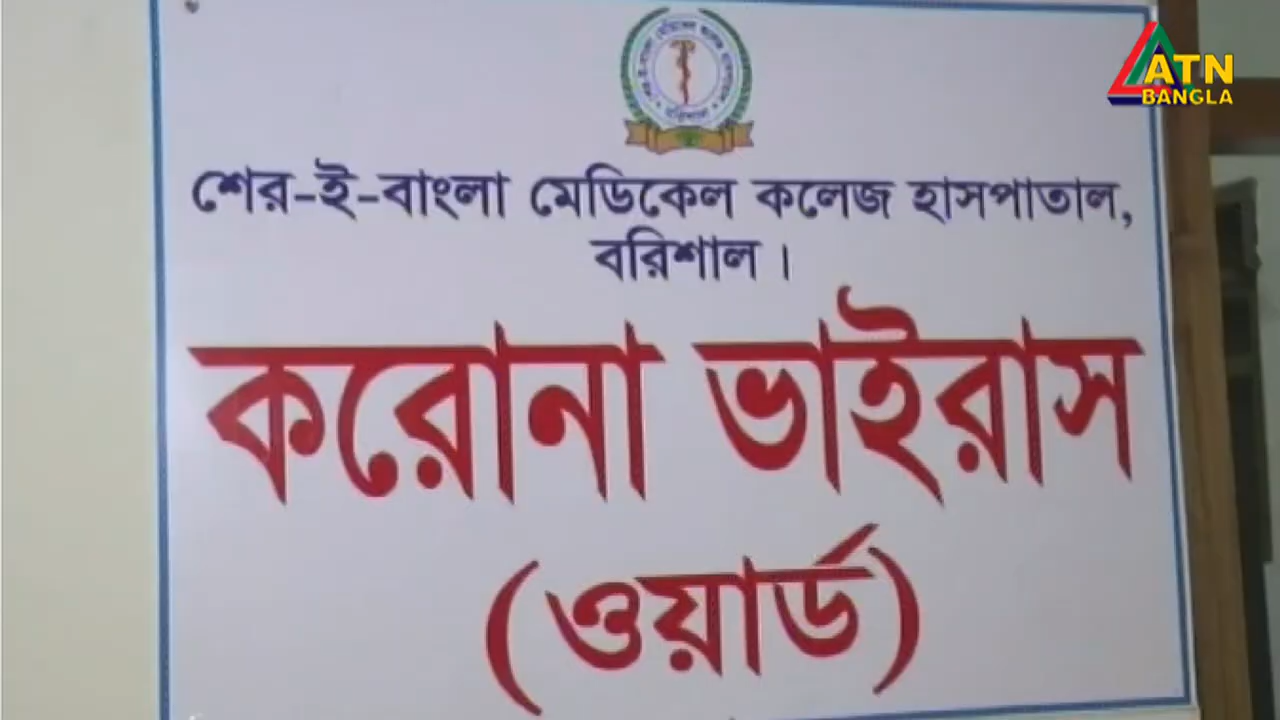 শের-ই-বাংলা মেডিকেল কলেজ হাসপাতাল,
বরিশাল।
করোনা ভাইরাস
(ওয়ার্ড)
ATN
BANGLA